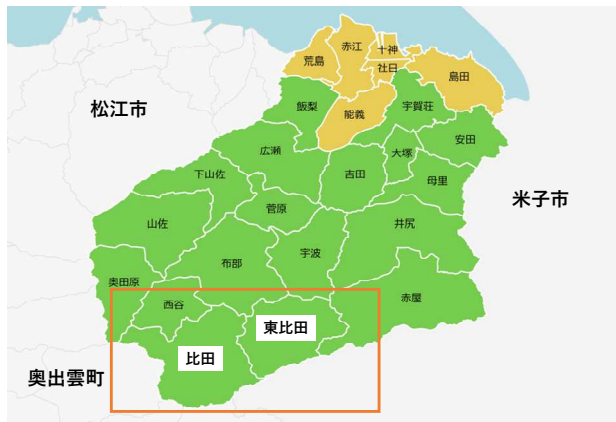 十神
赤江
荒島
社日
島田
松江市
飯梨
能義
宇賀荘
安田
広瀬
大塚
下山佐
吉田
母里
米子市
菅原
山佐
井尻
宇波
布部
奥田原
西谷
赤屋
東比田
比田
奥出雲町